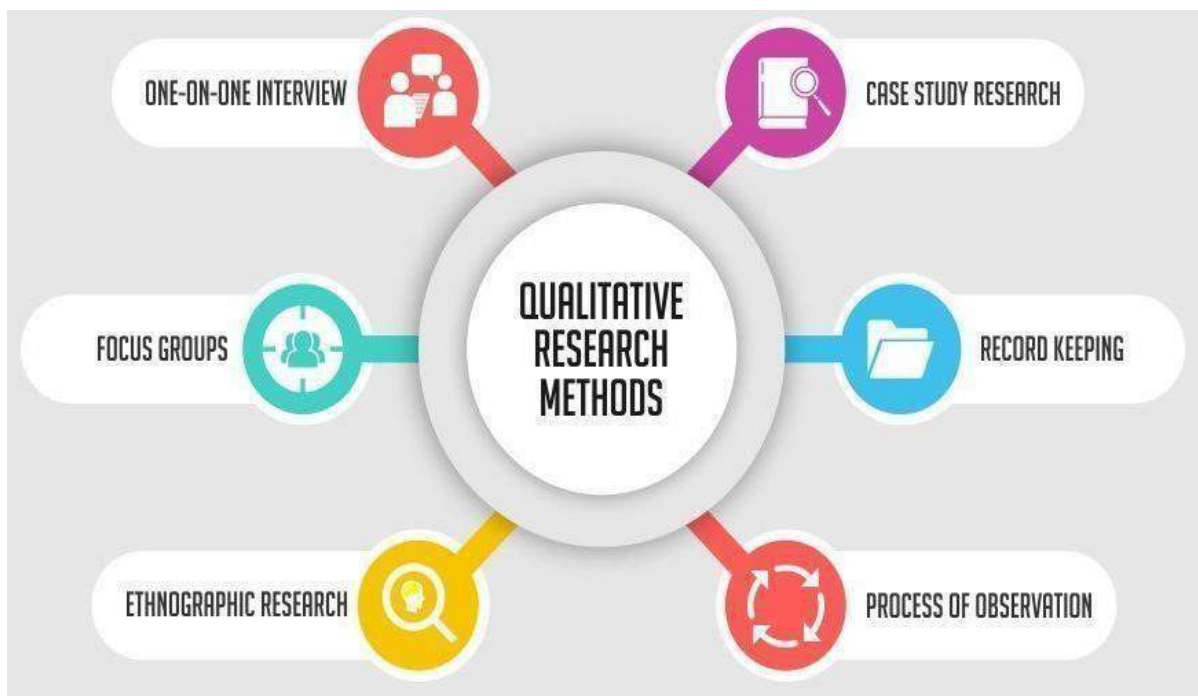 ONE-ON-ONE INTERVIEW
CASE STUDY RESEARCH
FOCUS GROUPS
QUALITATIVE
RESEARCH
METHODS
RECORD KEEPING
ETHNOGRAPHIC RESEARCH
PROCESS OF OBSERVATION